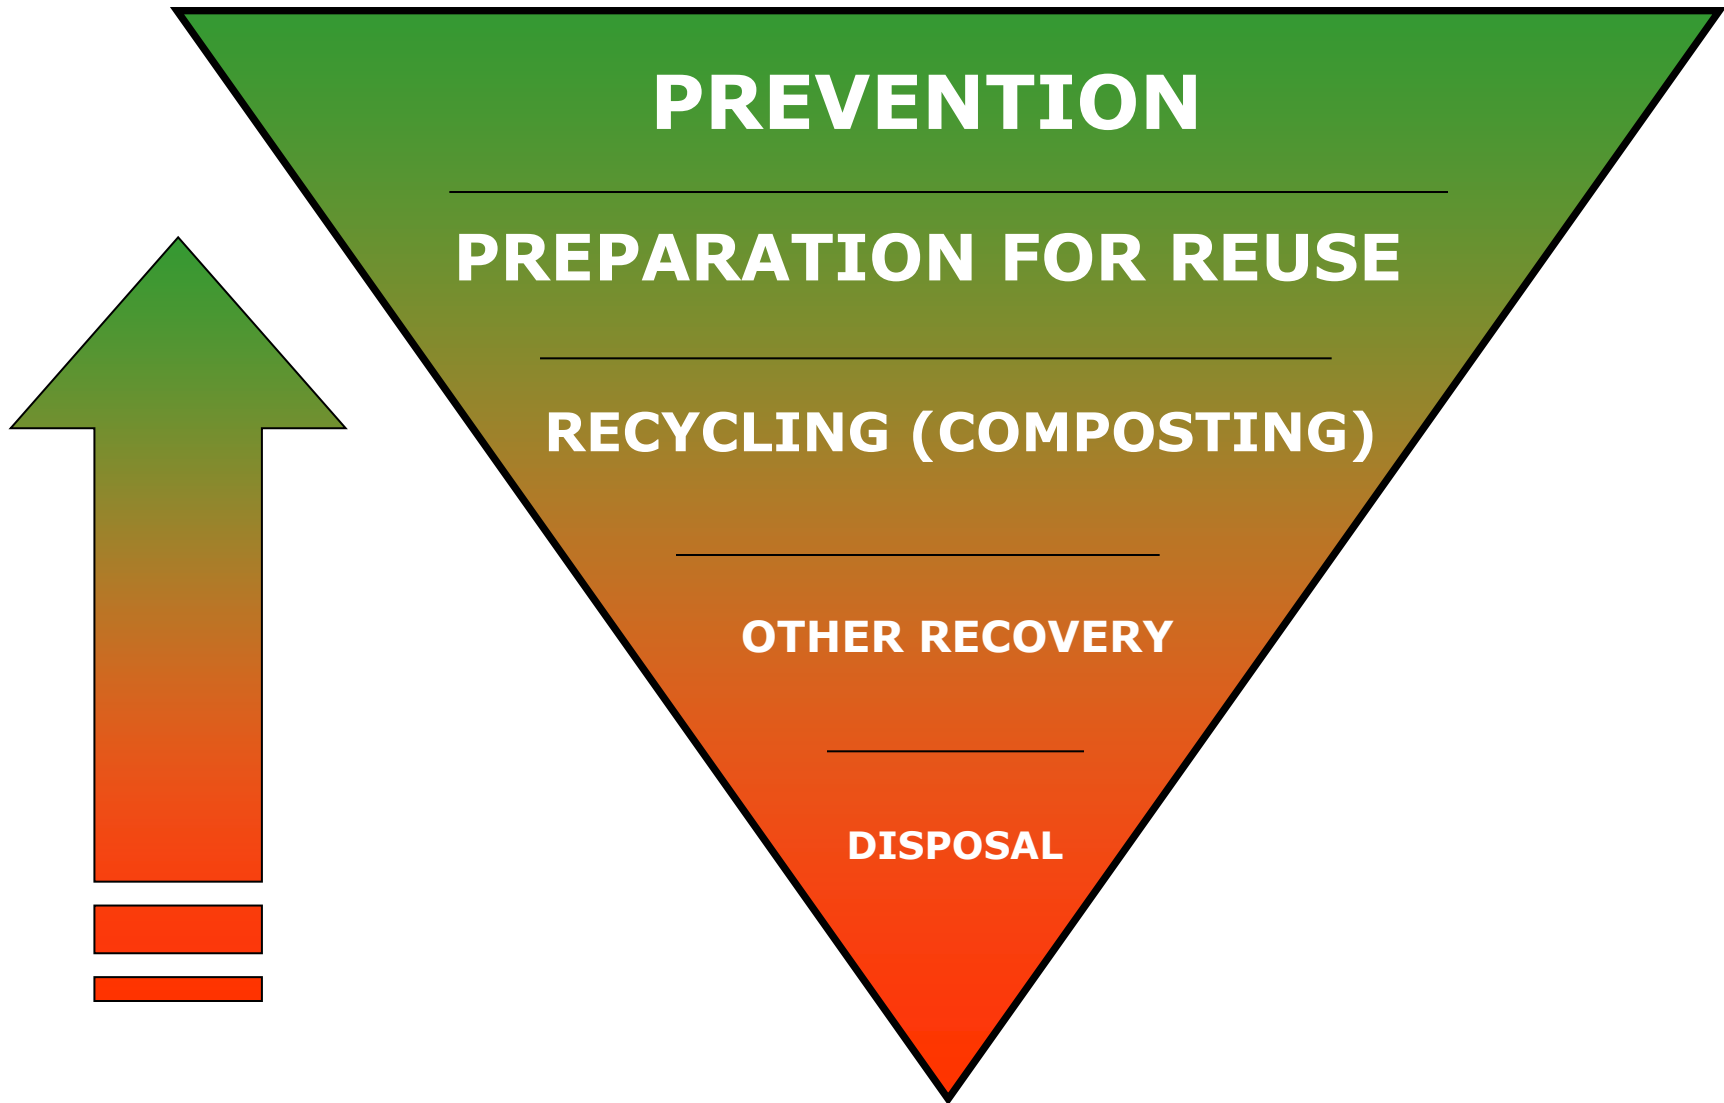 PREVENTION
PREPARATION FOR REUSE
RECYCLING (COMPOSTING)
OTHER RECOVERY
DISPOSAL